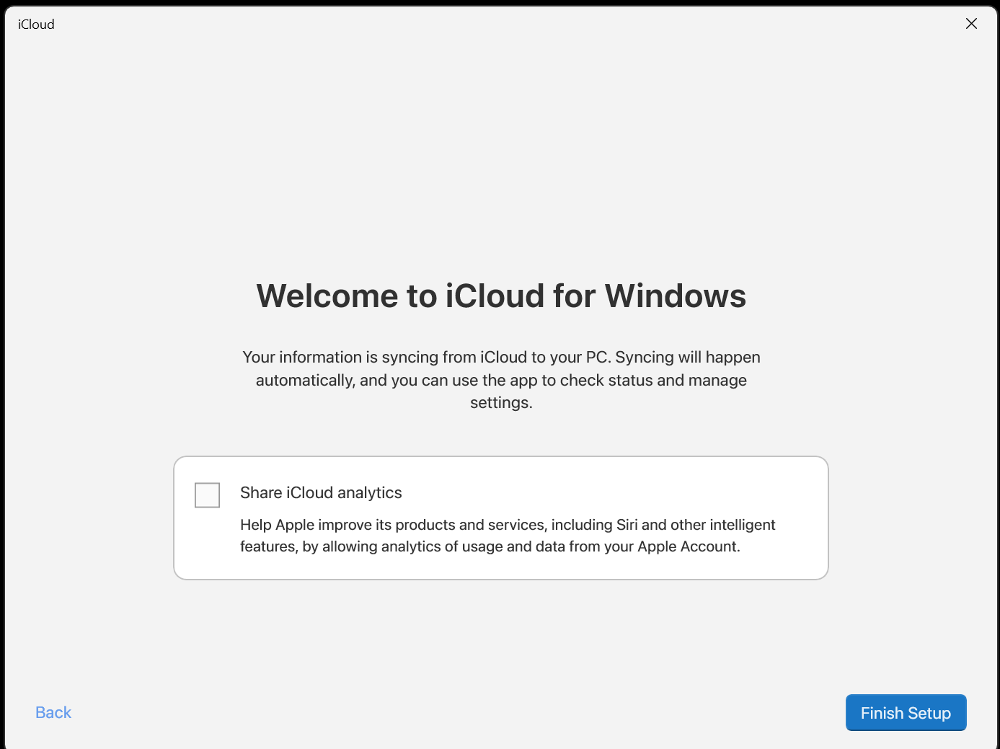 iCloud
Welcome to iCloud for Windows
Your information is syncing from iCloud to your PC. Syncing will happen
automatically, and you can use the app to check status and manage
settings.
Share iCloud analytics
Help Apple improve its products and services, including Siri and other intelligent
features, by allowing analytics of usage and data from your Apple Account.
Back
Finish Setup